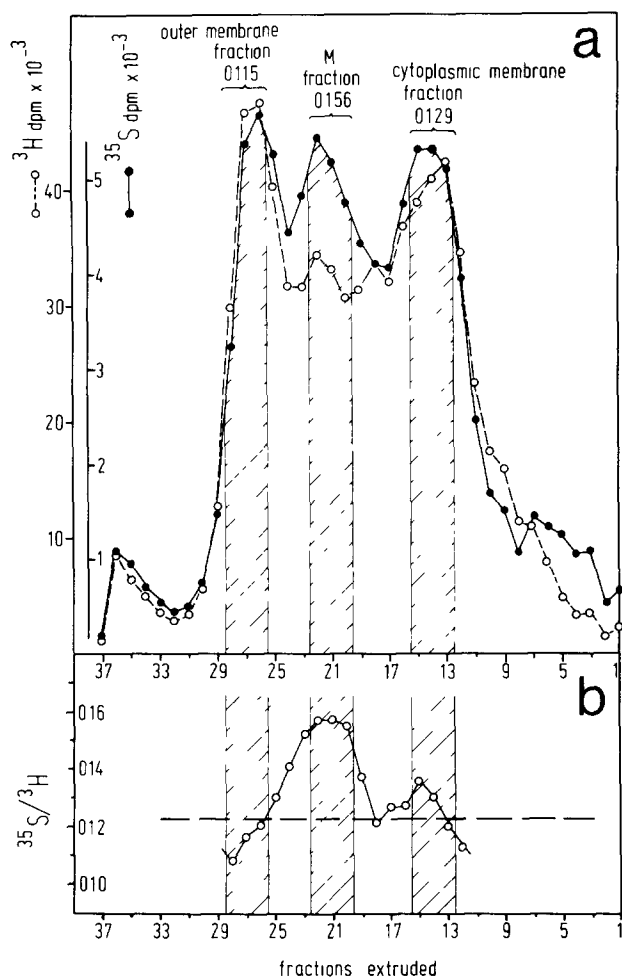 a
outer membrane
fraction
0115
M
fraction
0156
cytoplasmic membrane
fraction
0129
³H dpm x 10⁻³
³⁵S dpm x 10⁻³
40
30
20
10
5
4
3
2
1
37 33 29 25 21 17 13 9 5 1
b
³⁵S/³H
016
014
012
010
37 33 29 25 21 17 13 9 5 1
fractions extruded